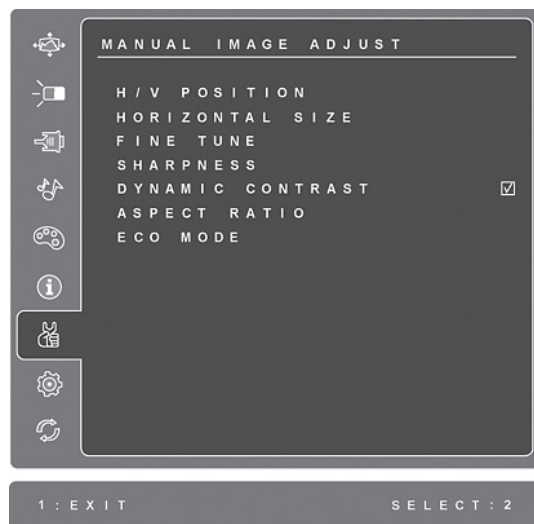 MANUAL IMAGE ADJUST
H/V POSITION
HORIZONTAL SIZE
FINE TUNE
SHARPNESS
DYNAMIC CONTRAST
ASPECT RATIO
ECO MODE
1:EXIT SELECT:2